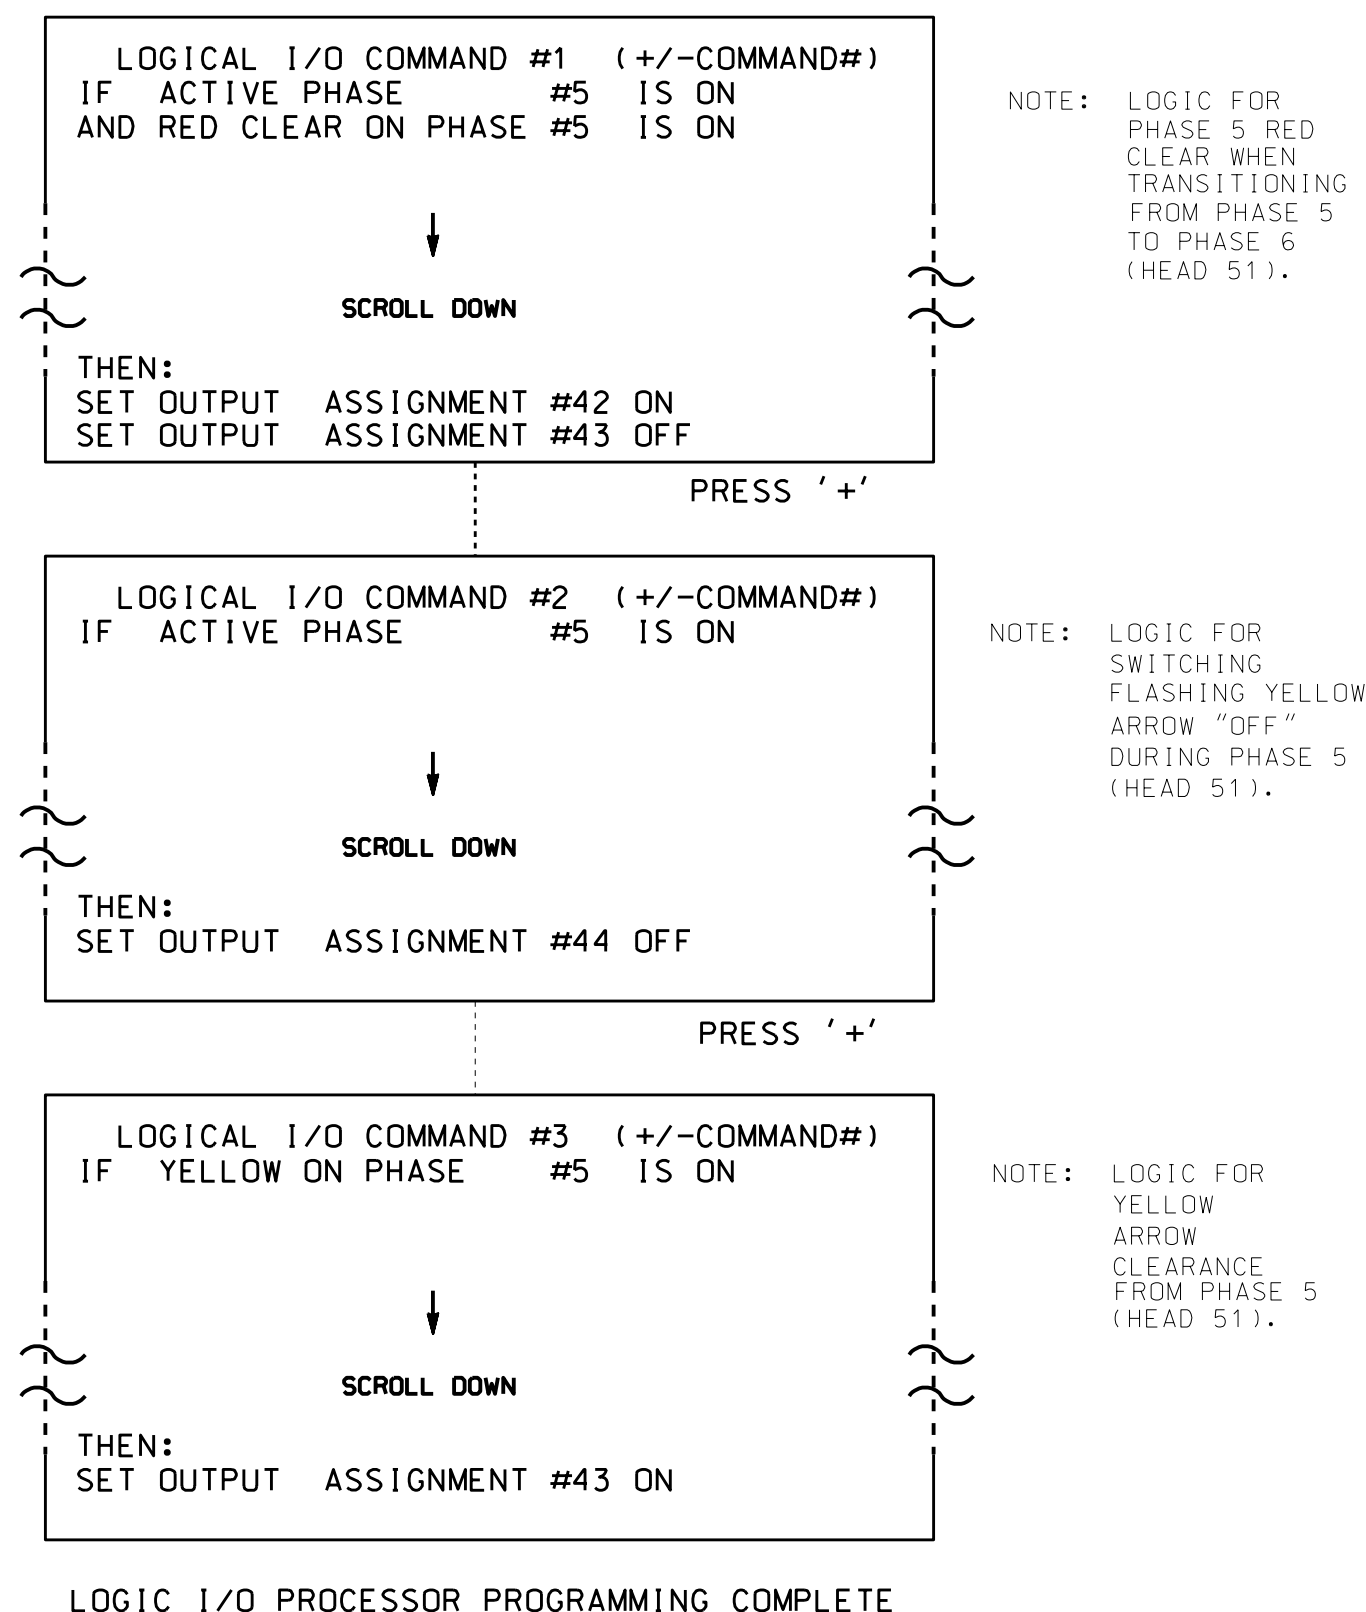 LOGICAL I/O COMMAND #1 (+/-COMMAND#)
IF ACTIVE PHASE #5 IS ON
AND RED CLEAR ON PHASE #5 IS ON
SCROLL DOWN
THEN:
SET OUTPUT ASSIGNMENT #42 ON
SET OUTPUT ASSIGNMENT #43 OFF
NOTE: LOGIC FOR
PHASE 5 RED
CLEAR WHEN
TRANSITIONING
FROM PHASE 5
TO PHASE 6
(HEAD 51).
PRESS '+'
LOGICAL I/O COMMAND #2 (+/-COMMAND#)
IF ACTIVE PHASE #5 IS ON
SCROLL DOWN
THEN:
SET OUTPUT ASSIGNMENT #44 OFF
NOTE: LOGIC FOR
SWITCHING
FLASHING YELLOW
ARROW "OFF"
DURING PHASE 5
(HEAD 51).
PRESS '+'
LOGICAL I/O COMMAND #3 (+/-COMMAND#)
IF YELLOW ON PHASE #5 IS ON
SCROLL DOWN
THEN:
SET OUTPUT ASSIGNMENT #43 ON
NOTE: LOGIC FOR
YELLOW
ARROW
CLEARANCE
FROM PHASE 5
(HEAD 51).
LOGIC I/O PROCESSOR PROGRAMMING COMPLETE